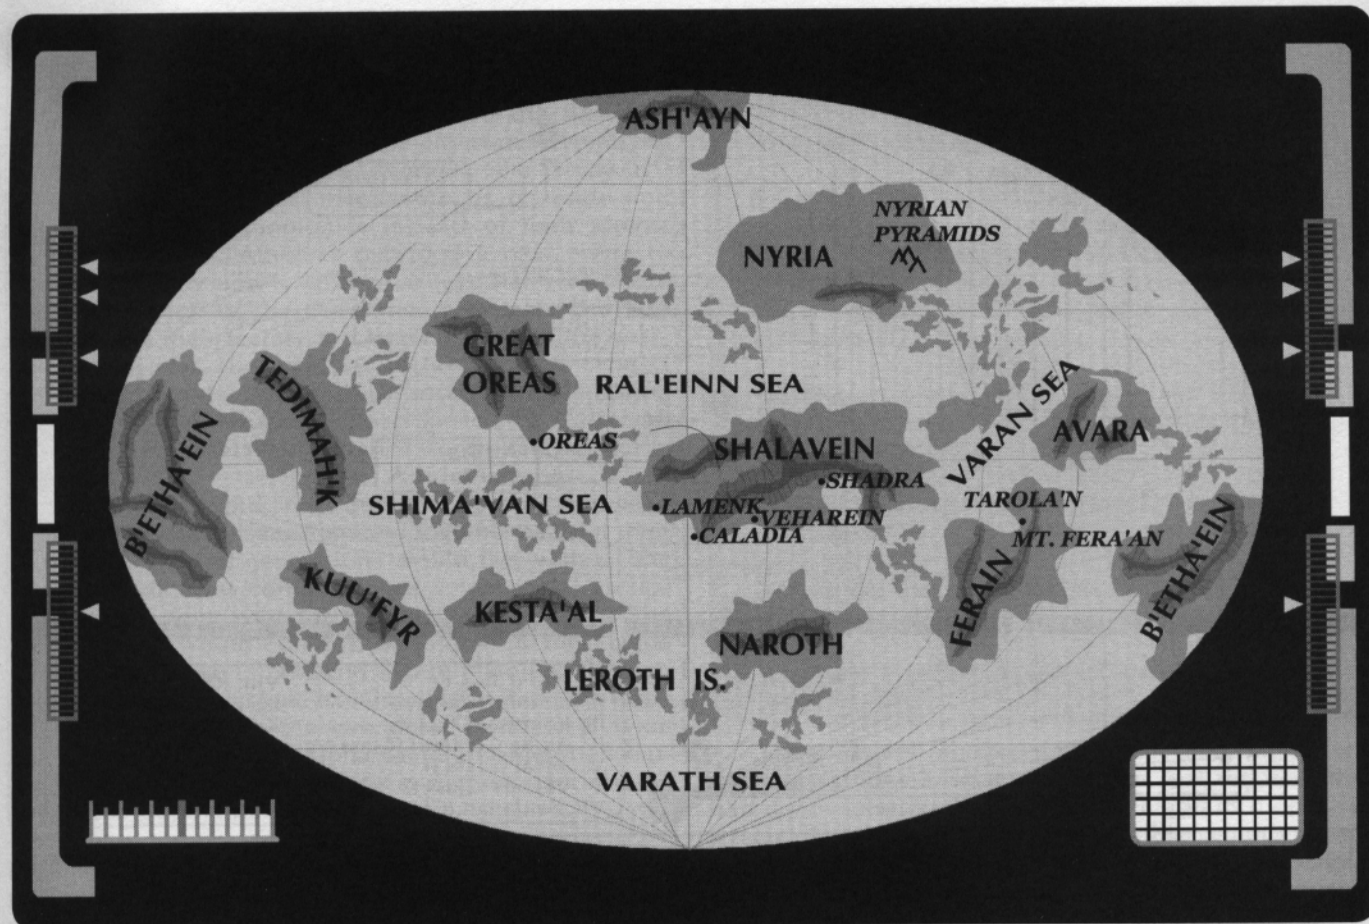 ASH'AYN
NYRIAN
PYRAMIDS
NYRIA
GREAT
OREAS
RAL'EINN SEA
TEDIMAH'K
VARAN SEA
AVARA
B'ETHA'EIN
•OREAS
SHALAVEIN
•SHADRA
SHIMA'VAN SEA
•LAMENK
•VEHAREIN
•CALADIA
TAROLA'N
MT. FERA'AN
B'ETHA'EIN
KUU'FYR
KESTA'AL
FERAIN
NAROTH
LEROTH IS.
VARATH SEA